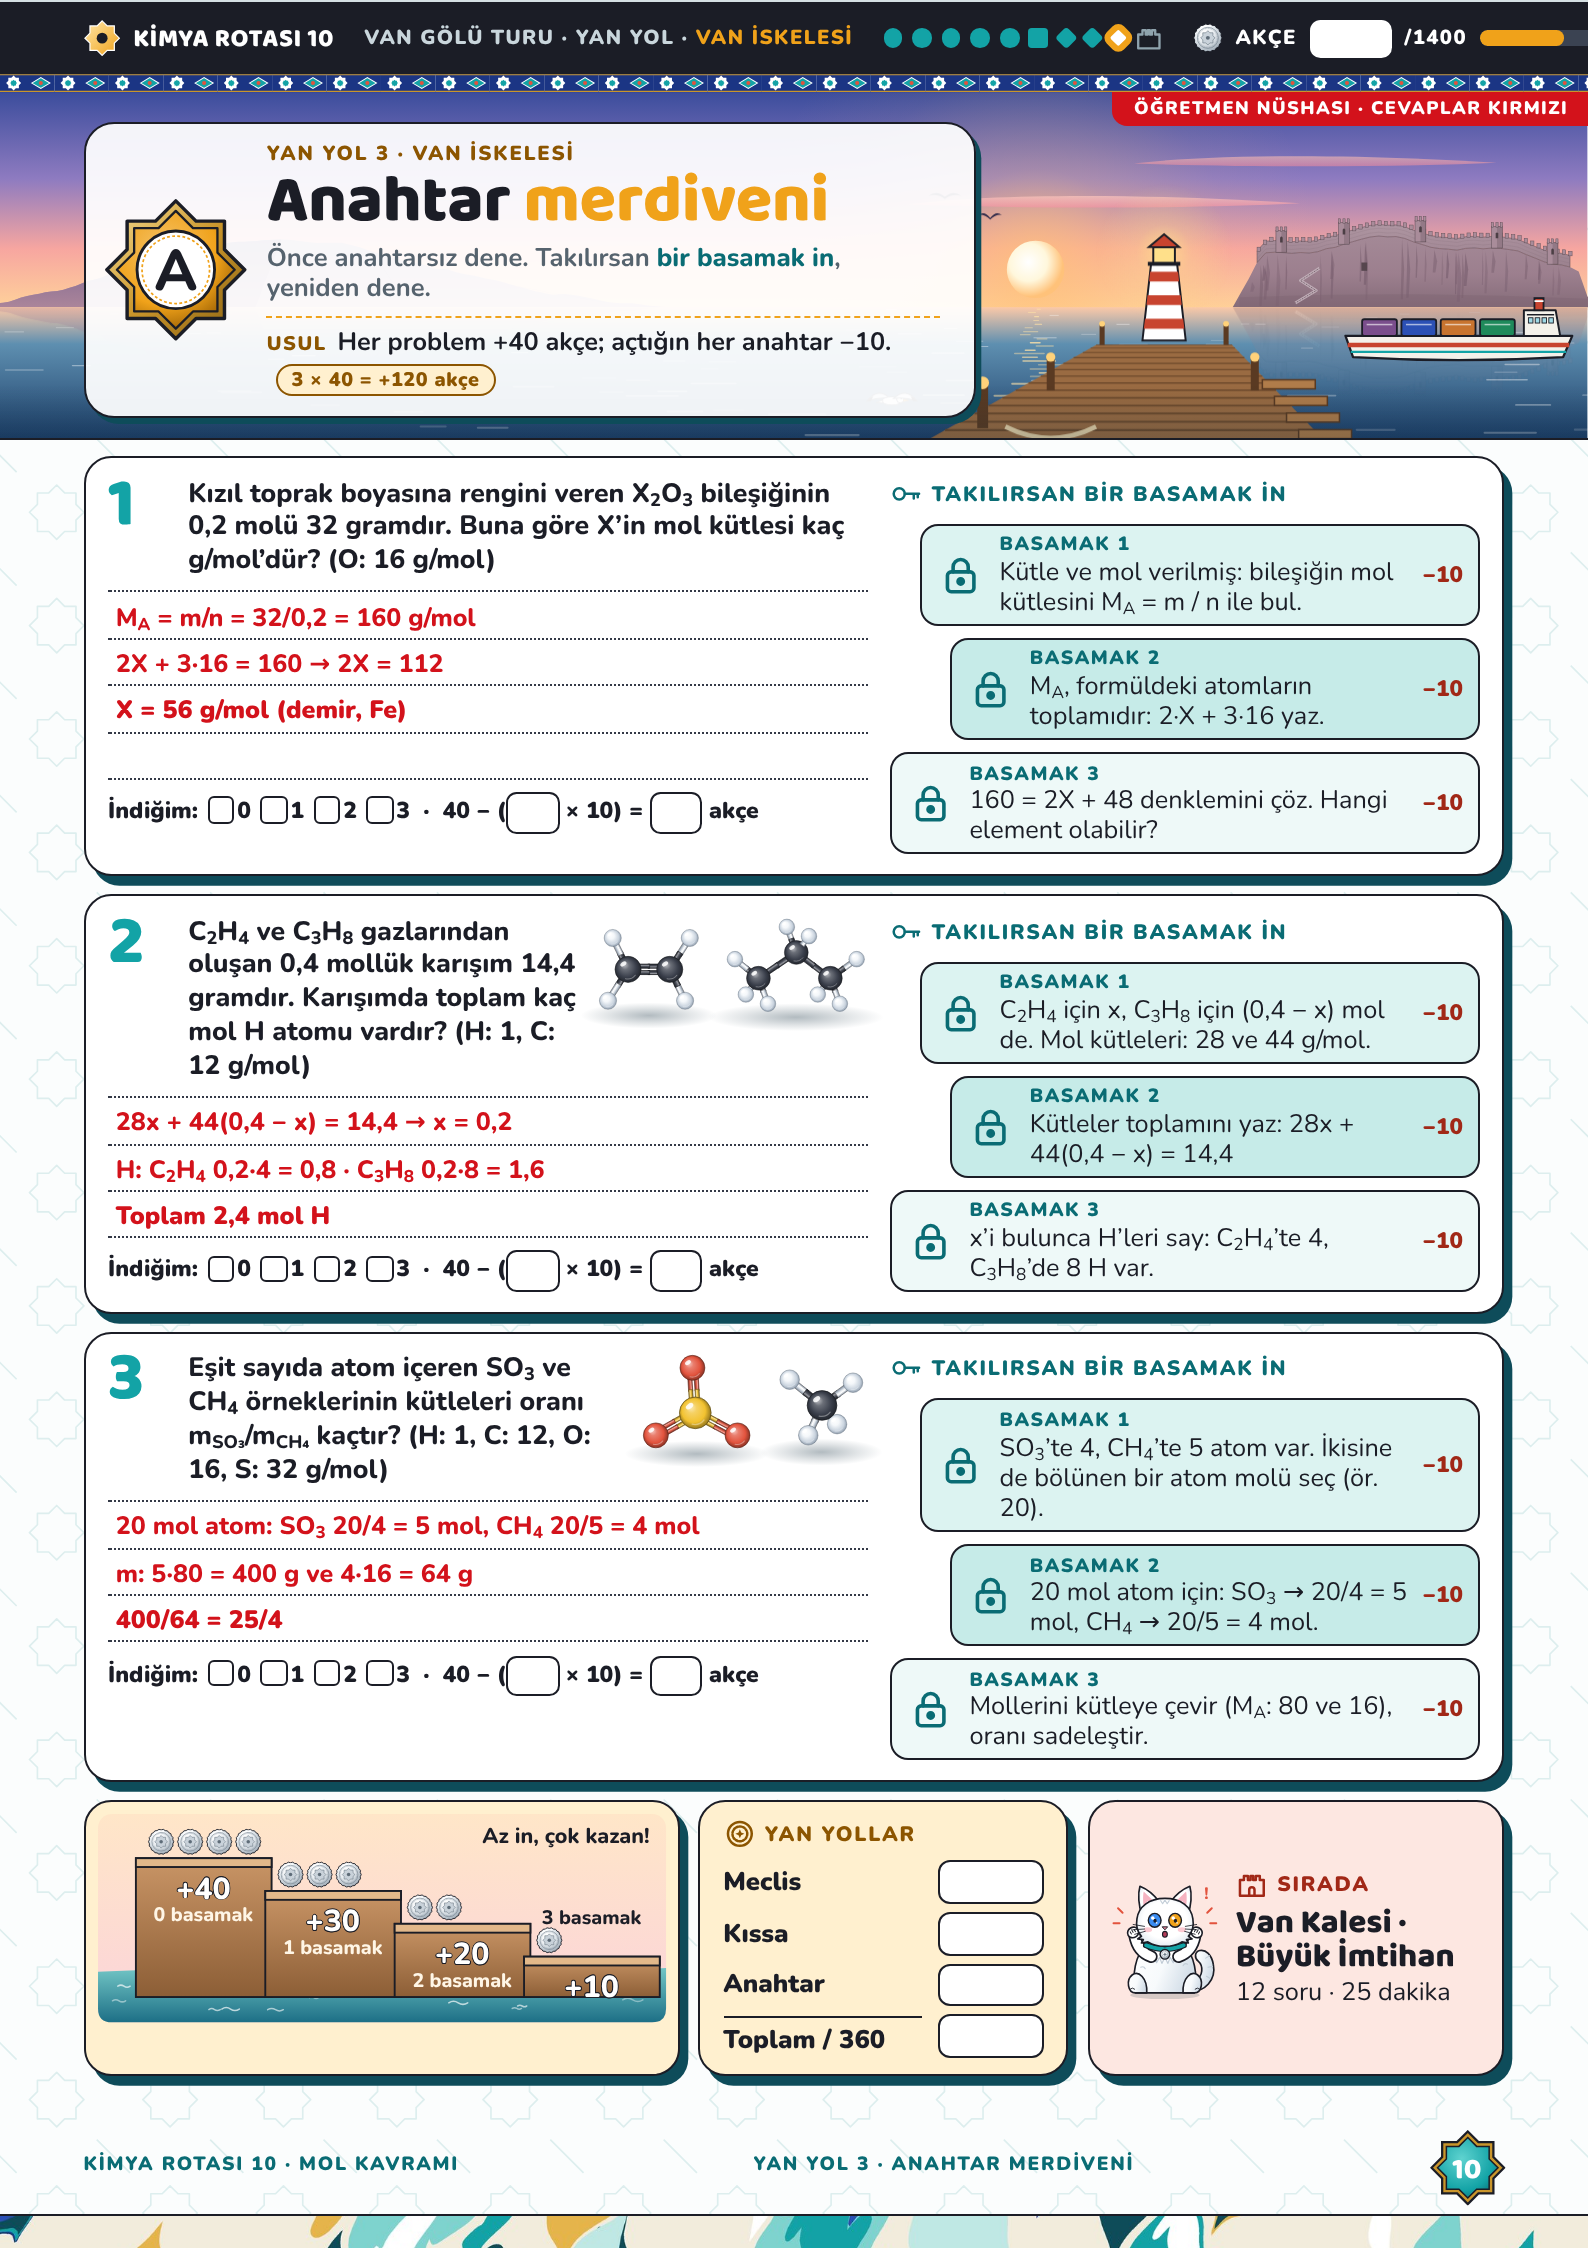 KİMYA ROTASI 10 VAN GÖLÜ TURU · YAN YOL · VAN İSKELESİ AKÇE /1400
ÖĞRETMEN NÜSHASI · CEVAPLAR KIRMIZI
YAN YOL 3 · VAN İSKELESİ
Anahtar merdiveni
A
Önce anahtarsız dene. Takılırsan bir basamak in,
yeniden dene.
USUL Her problem +40 akçe; açtığın her anahtar −10.
3 × 40 = +120 akçe
1
Kızıl toprak boyasına rengini veren X₂O₃ bileşiğinin
0,2 molü 32 gramdır. Buna göre X’in mol kütlesi kaç
g/mol’dür? (O: 16 g/mol)
M_A = m/n = 32/0,2 = 160 g/mol
2X + 3·16 = 160 → 2X = 112
X = 56 g/mol (demir, Fe)
İndiğim: 0 1 2 3 · 40 − ( × 10) = akçe
TAKILIRSAN BİR BASAMAK İN
BASAMAK 1
Kütle ve mol verilmiş: bileşiğin mol
kütlesini M_A = m / n ile bul.
−10
BASAMAK 2
M_A, formüldeki atomların
toplamıdır: 2·X + 3·16 yaz.
−10
BASAMAK 3
160 = 2X + 48 denklemini çöz. Hangi
element olabilir?
−10
2
C₂H₄ ve C₃H₈ gazlarından
oluşan 0,4 mollük karışım 14,4
gramdır. Karışımda toplam kaç
mol H atomu vardır? (H: 1, C:
12 g/mol)
28x + 44(0,4 − x) = 14,4 → x = 0,2
H: C₂H₄ 0,2·4 = 0,8 · C₃H₈ 0,2·8 = 1,6
Toplam 2,4 mol H
İndiğim: 0 1 2 3 · 40 − ( × 10) = akçe
TAKILIRSAN BİR BASAMAK İN
BASAMAK 1
C₂H₄ için x, C₃H₈ için (0,4 − x) mol
de. Mol kütleleri: 28 ve 44 g/mol.
−10
BASAMAK 2
Kütleler toplamını yaz: 28x +
44(0,4 − x) = 14,4
−10
BASAMAK 3
x’i bulunca H’leri say: C₂H₄’te 4,
C₃H₈’de 8 H var.
−10
3
Eşit sayıda atom içeren SO₃ ve
CH₄ örneklerinin kütleleri oranı
m_SO₃/m_CH₄ kaçtır? (H: 1, C: 12, O:
16, S: 32 g/mol)
20 mol atom: SO₃ 20/4 = 5 mol, CH₄ 20/5 = 4 mol
m: 5·80 = 400 g ve 4·16 = 64 g
400/64 = 25/4
İndiğim: 0 1 2 3 · 40 − ( × 10) = akçe
TAKILIRSAN BİR BASAMAK İN
BASAMAK 1
SO₃’te 4, CH₄’te 5 atom var. İkisine
de bölünen bir atom molü seç (ör.
20).
−10
BASAMAK 2
20 mol atom için: SO₃ → 20/4 = 5
mol, CH₄ → 20/5 = 4 mol.
−10
BASAMAK 3
Mollerini kütleye çevir (M_A: 80 ve 16),
oranı sadeleştir.
−10
Az in, çok kazan!
+40
0 basamak
+30
1 basamak
+20
2 basamak
3 basamak
+10
YAN YOLLAR
Meclis
Kıssa
Anahtar
Toplam / 360
!
SIRADA
Van Kalesi ·
Büyük İmtihan
12 soru · 25 dakika
KİMYA ROTASI 10 · MOL KAVRAMI YAN YOL 3 · ANAHTAR MERDİVENİ 10